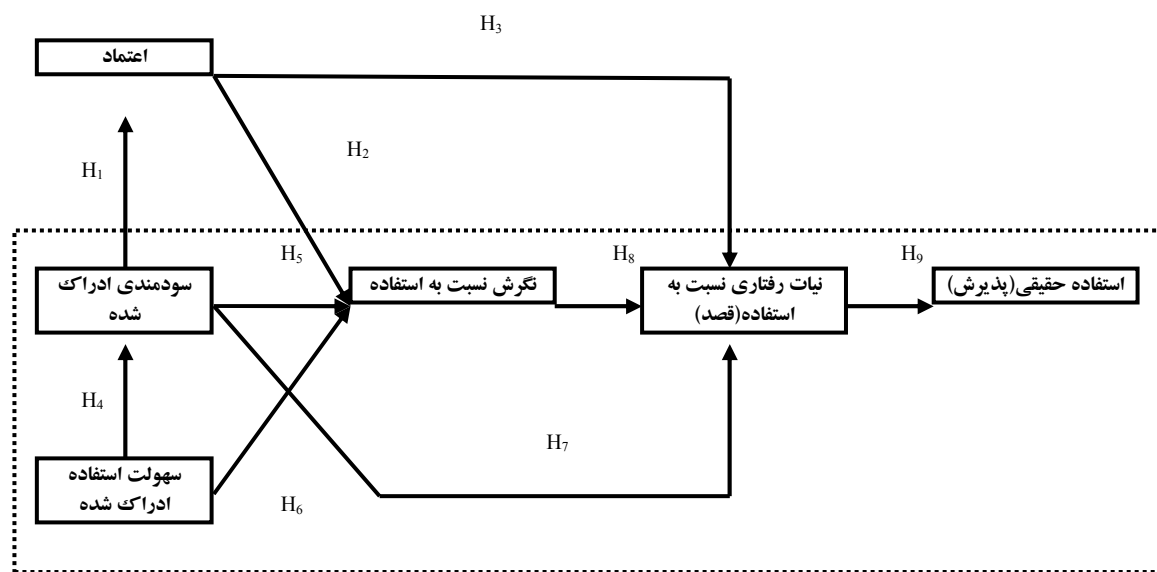 H₃
اعتماد
H₂
H₁
H₅
H₈
H₉
سودمندی ادراک
شده
نگرش نسبت به استفاده
نیات رفتاری نسبت به
استفاده(قصد)
استفاده حقیقی(پذیرش)
H₄
H₇
سهولت استفاده
ادراک شده
H₆